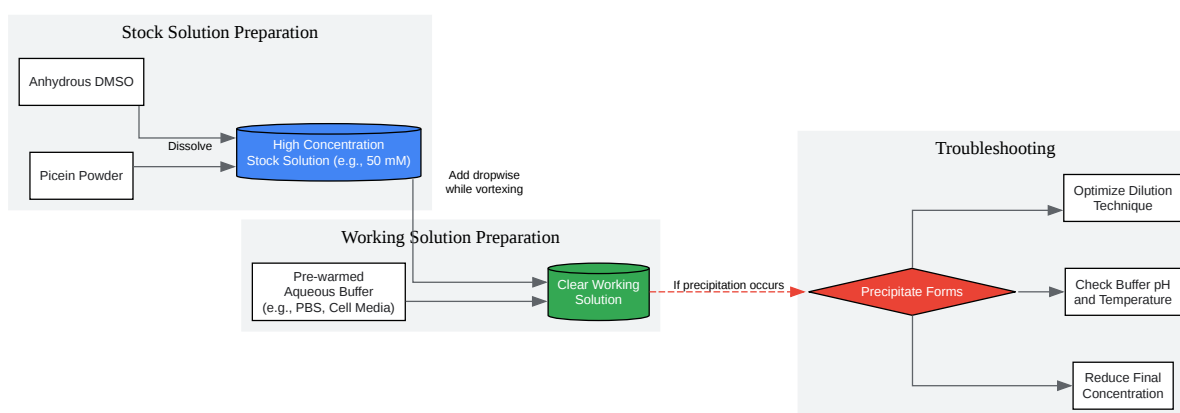 Stock Solution Preparation
Anhydrous DMSO
Dissolve
Picein Powder
High Concentration
Stock Solution (e.g., 50 mM)
Add dropwise
while vortexing
Working Solution Preparation
Pre-warmed
Aqueous Buffer
(e.g., PBS, Cell Media)
Clear Working
Solution
If precipitation occurs
Troubleshooting
Precipitate Forms
Optimize Dilution
Technique
Check Buffer pH
and Temperature
Reduce Final
Concentration